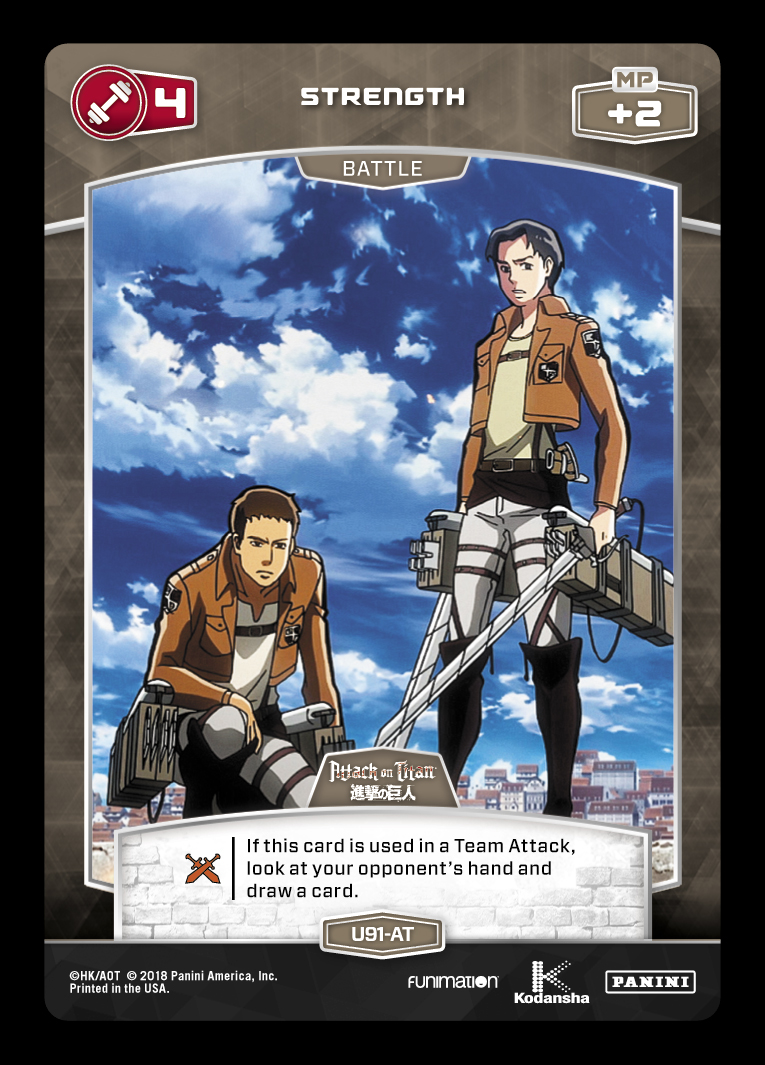 4
STRENGTH
MP
+2
BATTLE
Attack on Titan
進撃の巨人
If this card is used in a Team Attack,
look at your opponent's hand and
draw a card.
U91-AT
©HK/AOT © 2018 Panini America, Inc.
Printed in the USA.
FUNIMATION
Kodansha
PANINI